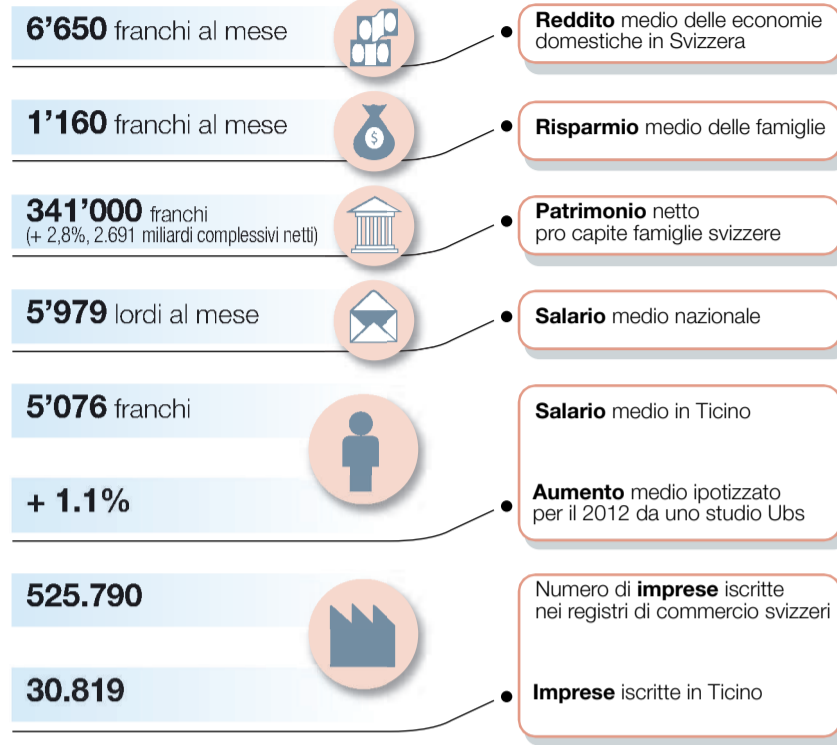 6’650 franchi al mese
Reddito medio delle economie
domestiche in Svizzera
1’160 franchi al mese
Risparmio medio delle famiglie
341’000 franchi
(+ 2,8%, 2.691 miliardi complessivi netti)
Patrimonio netto
pro capite famiglie svizzere
5’979 lordi al mese
Salario medio nazionale
5’076 franchi
Salario medio in Ticino
+ 1.1%
Aumento medio ipotizzato
per il 2012 da uno studio Ubs
525.790
Numero di imprese iscritte
nei registri di commercio svizzeri
30.819
Imprese iscritte in Ticino
$